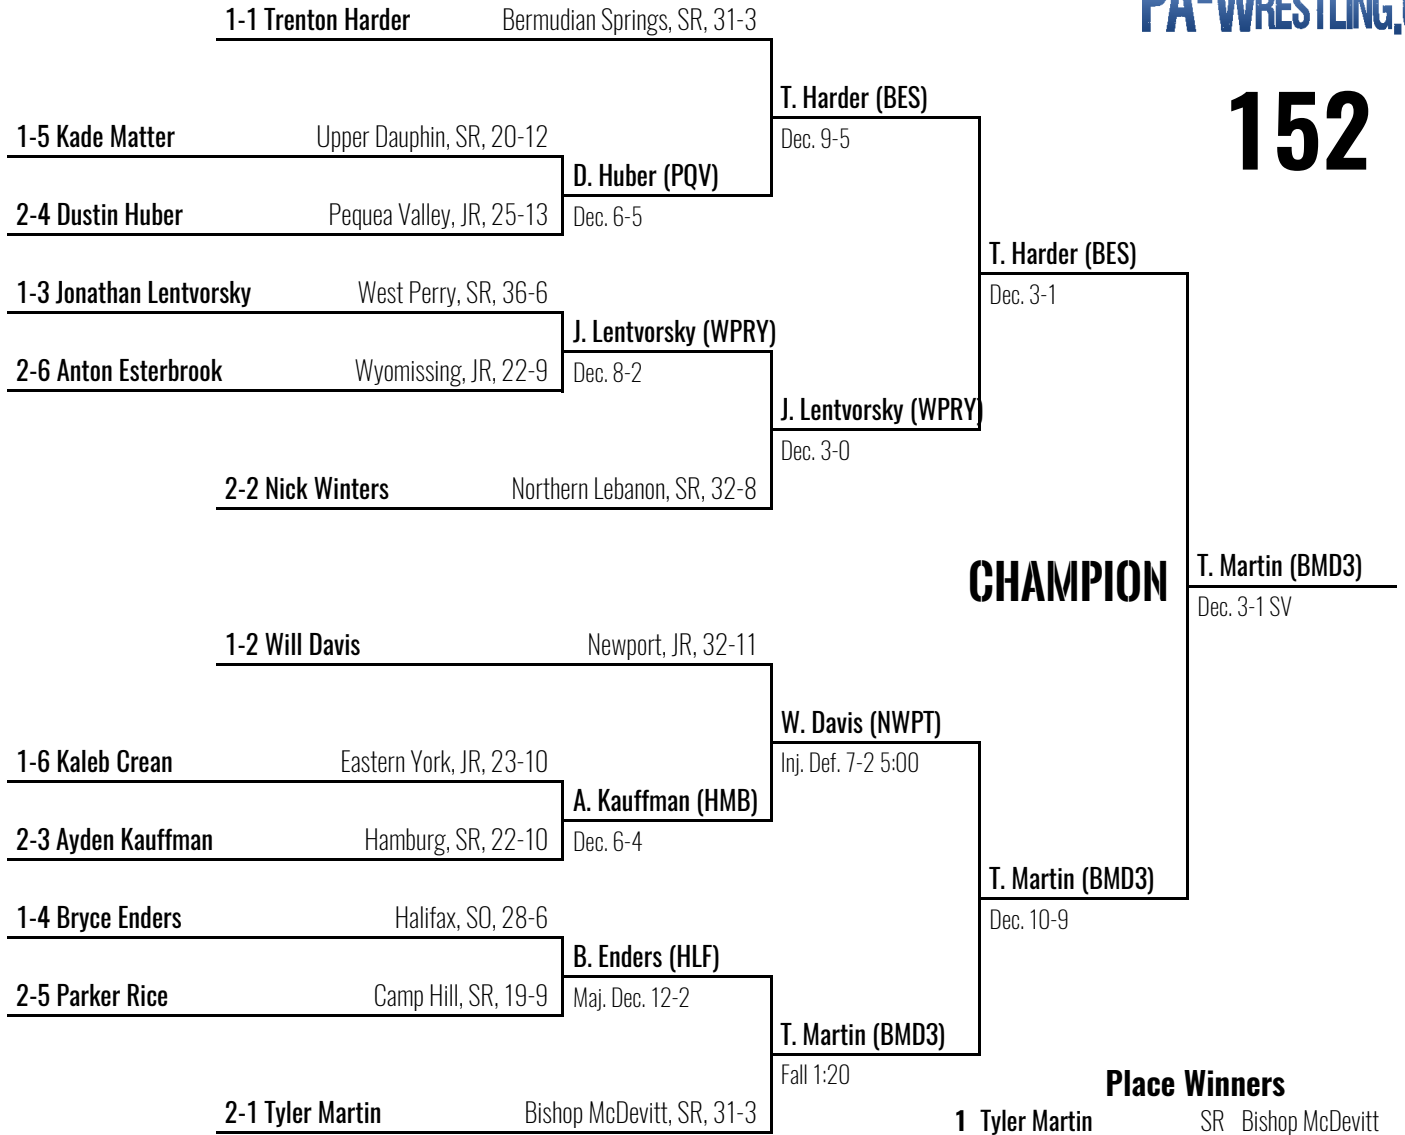 1-1 Trenton Harder Bermudian Springs, SR, 31-3
PA-WRESTLING.
T. Harder (BES)
152
1-5 Kade Matter Upper Dauphin, SR, 20-12
Dec. 9-5
D. Huber (PQV)
2-4 Dustin Huber Pequea Valley, JR, 25-13
Dec. 6-5
T. Harder (BES)
1-3 Jonathan Lentvorsky West Perry, SR, 36-6
Dec. 3-1
J. Lentvorsky (WPRY)
2-6 Anton Esterbrook Wyomissing, JR, 22-9
Dec. 8-2
J. Lentvorsky (WPRY)
Dec. 3-0
2-2 Nick Winters Northern Lebanon, SR, 32-8
CHAMPION
T. Martin (BMD3)
Dec. 3-1 SV
1-2 Will Davis Newport, JR, 32-11
W. Davis (NWPT)
1-6 Kaleb Crean Eastern York, JR, 23-10
Inj. Def. 7-2 5:00
A. Kauffman (HMB)
2-3 Ayden Kauffman Hamburg, SR, 22-10
Dec. 6-4
T. Martin (BMD3)
1-4 Bryce Enders Halifax, SO, 28-6
Dec. 10-9
B. Enders (HLF)
2-5 Parker Rice Camp Hill, SR, 19-9
Maj. Dec. 12-2
T. Martin (BMD3)
Fall 1:20
Place Winners
2-1 Tyler Martin Bishop McDevitt, SR, 31-3
1 Tyler Martin SR Bishop McDevitt